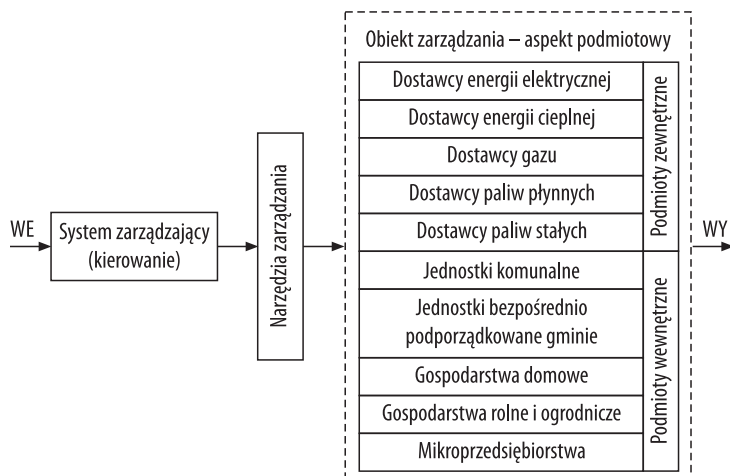 WE
System zarządzający
(kierowanie)
Narzędzia zarządzania
Obiekt zarządzania – aspekt podmiotowy
Dostawcy energii elektrycznej
Dostawcy energii cieplnej
Dostawcy gazu
Dostawcy paliw płynnych
Dostawcy paliw stałych
Podmioty zewnętrzne
Jednostki komunalne
Jednostki bezpośrednio
podporządkowane gminie
Gospodarstwa domowe
Gospodarstwa rolne i ogrodnicze
Mikroprzedsiębiorstwa
Podmioty wewnętrzne
WY